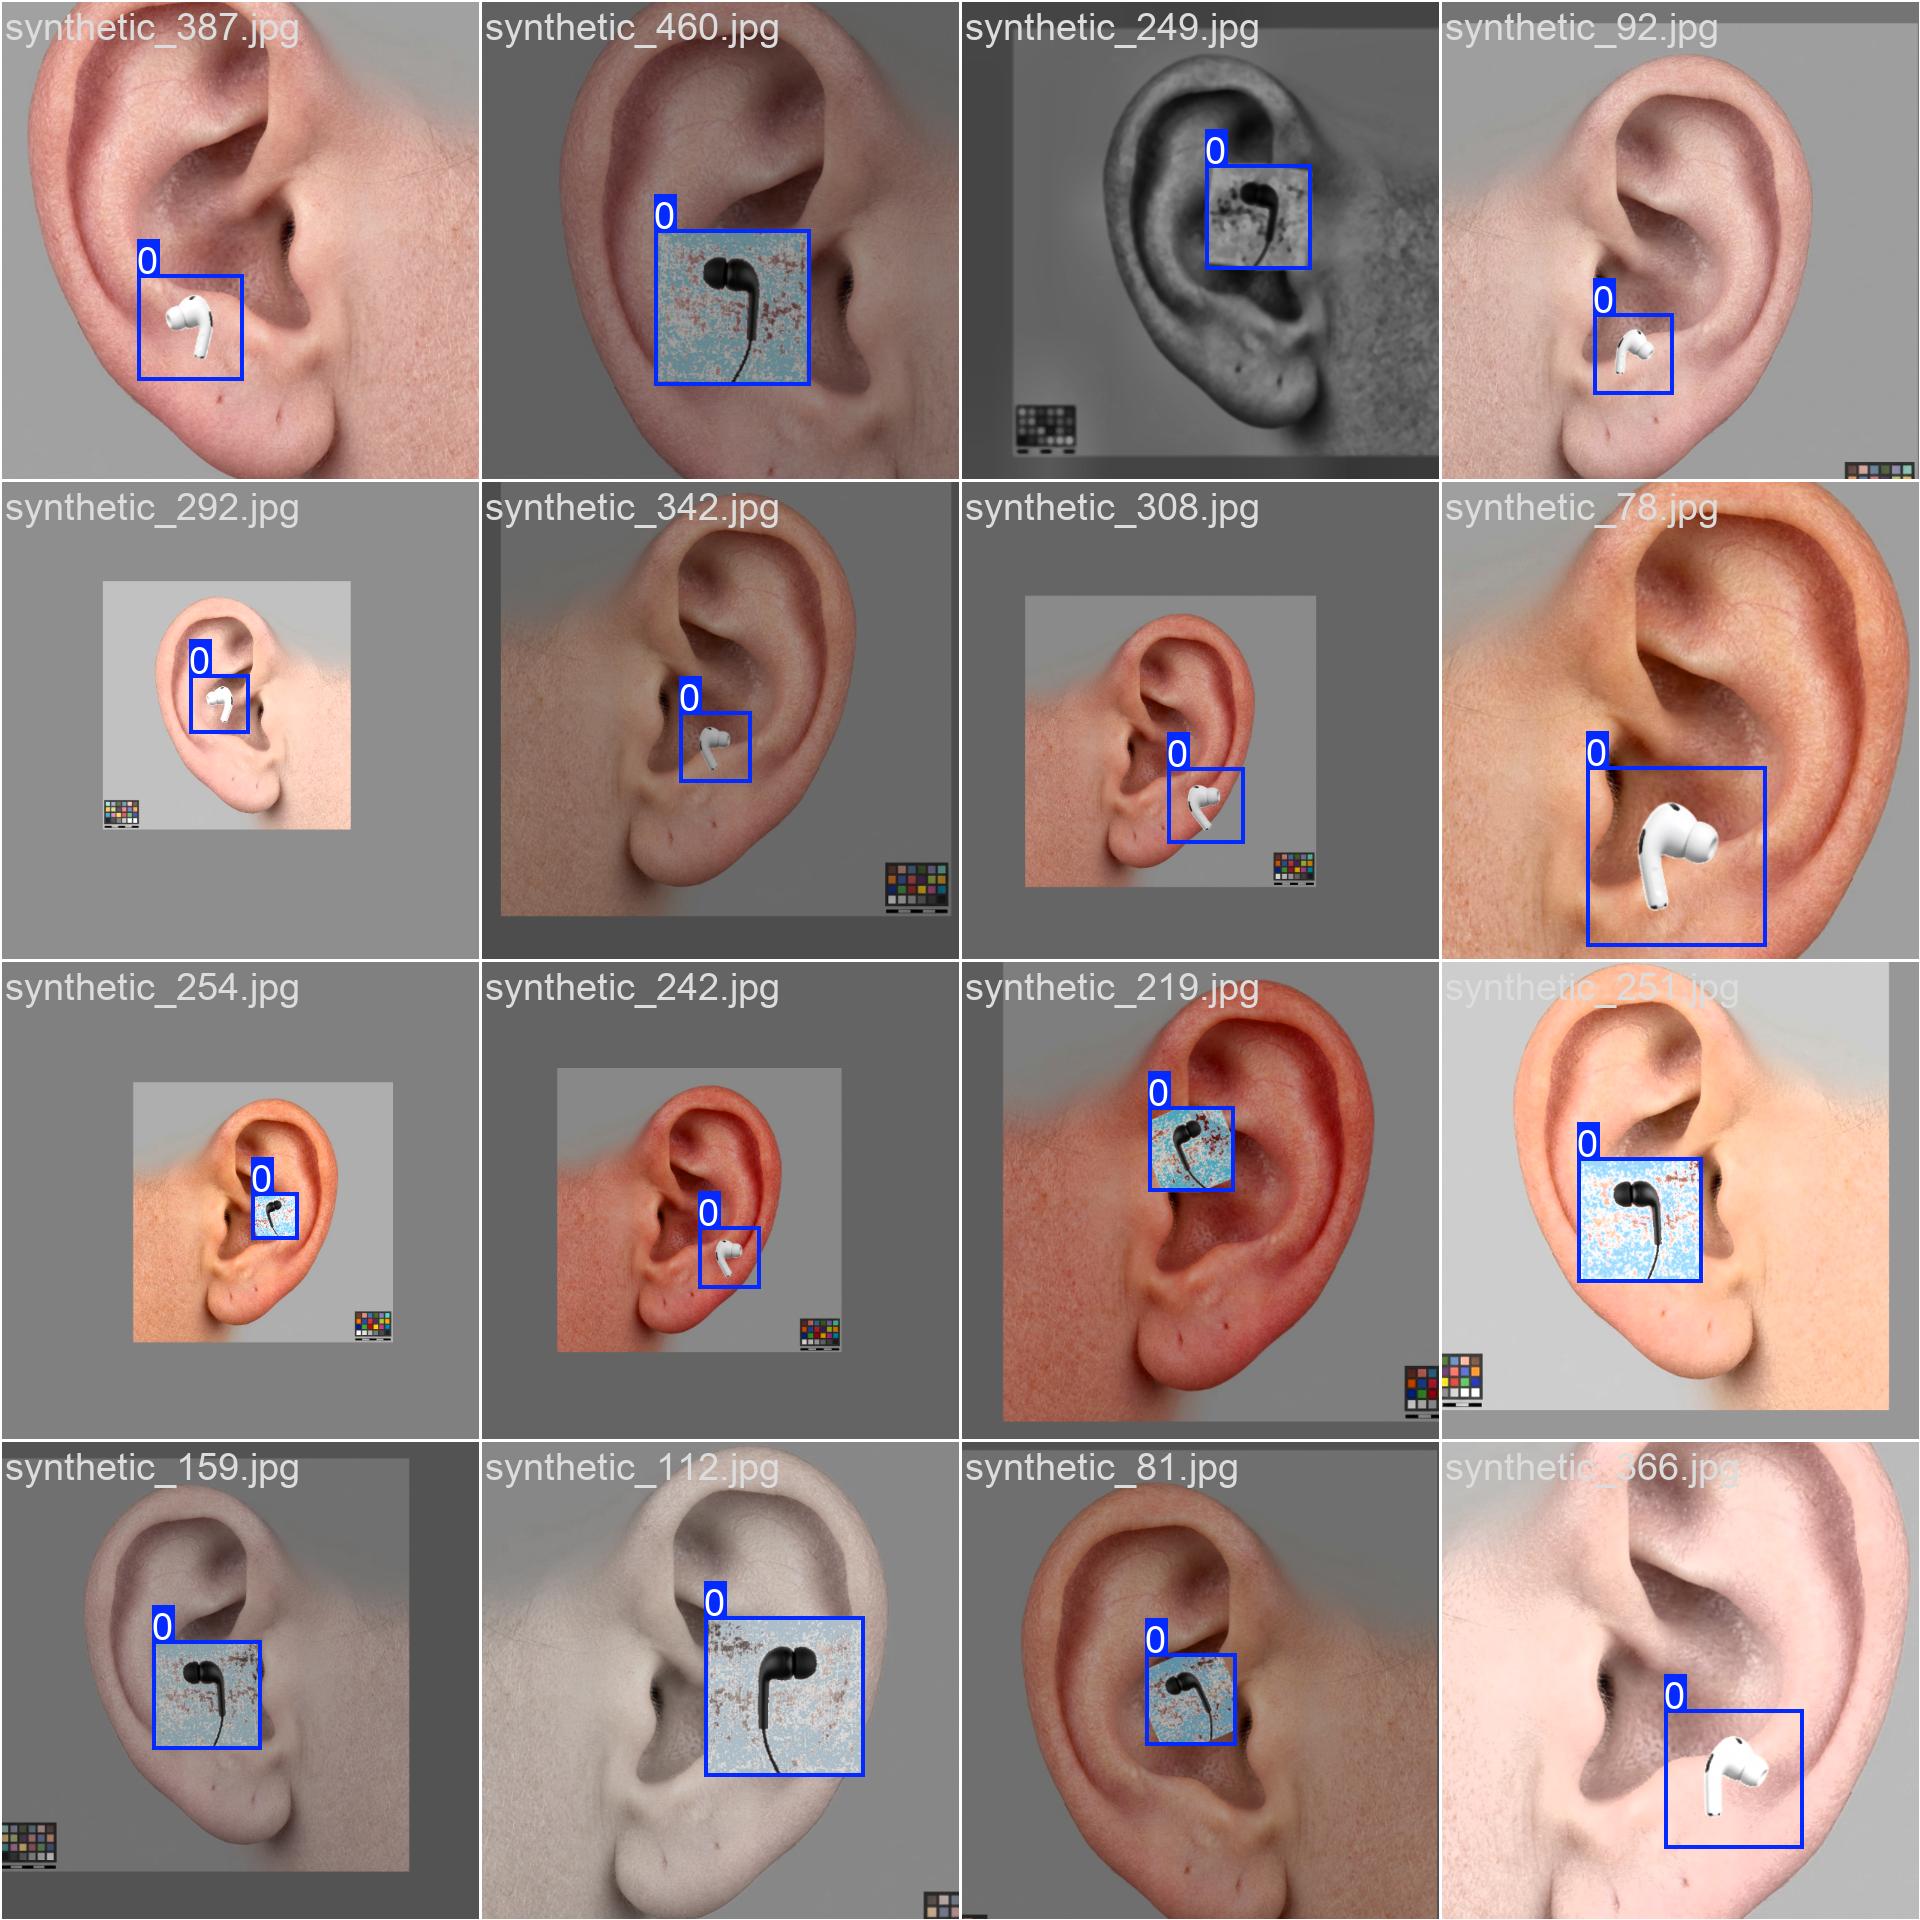 synthetic_387.jpg
synthetic_460.jpg
synthetic_249.jpg
synthetic_92.jpg
0
0
0
0
synthetic_292.jpg
synthetic_342.jpg
synthetic_308.jpg
synthetic_78.jpg
0
0
0
0
synthetic_254.jpg
synthetic_242.jpg
synthetic_219.jpg
synthetic_251.jpg
0
0
0
0
synthetic_159.jpg
synthetic_112.jpg
synthetic_81.jpg
synthetic_366.jpg
0
0
0
0